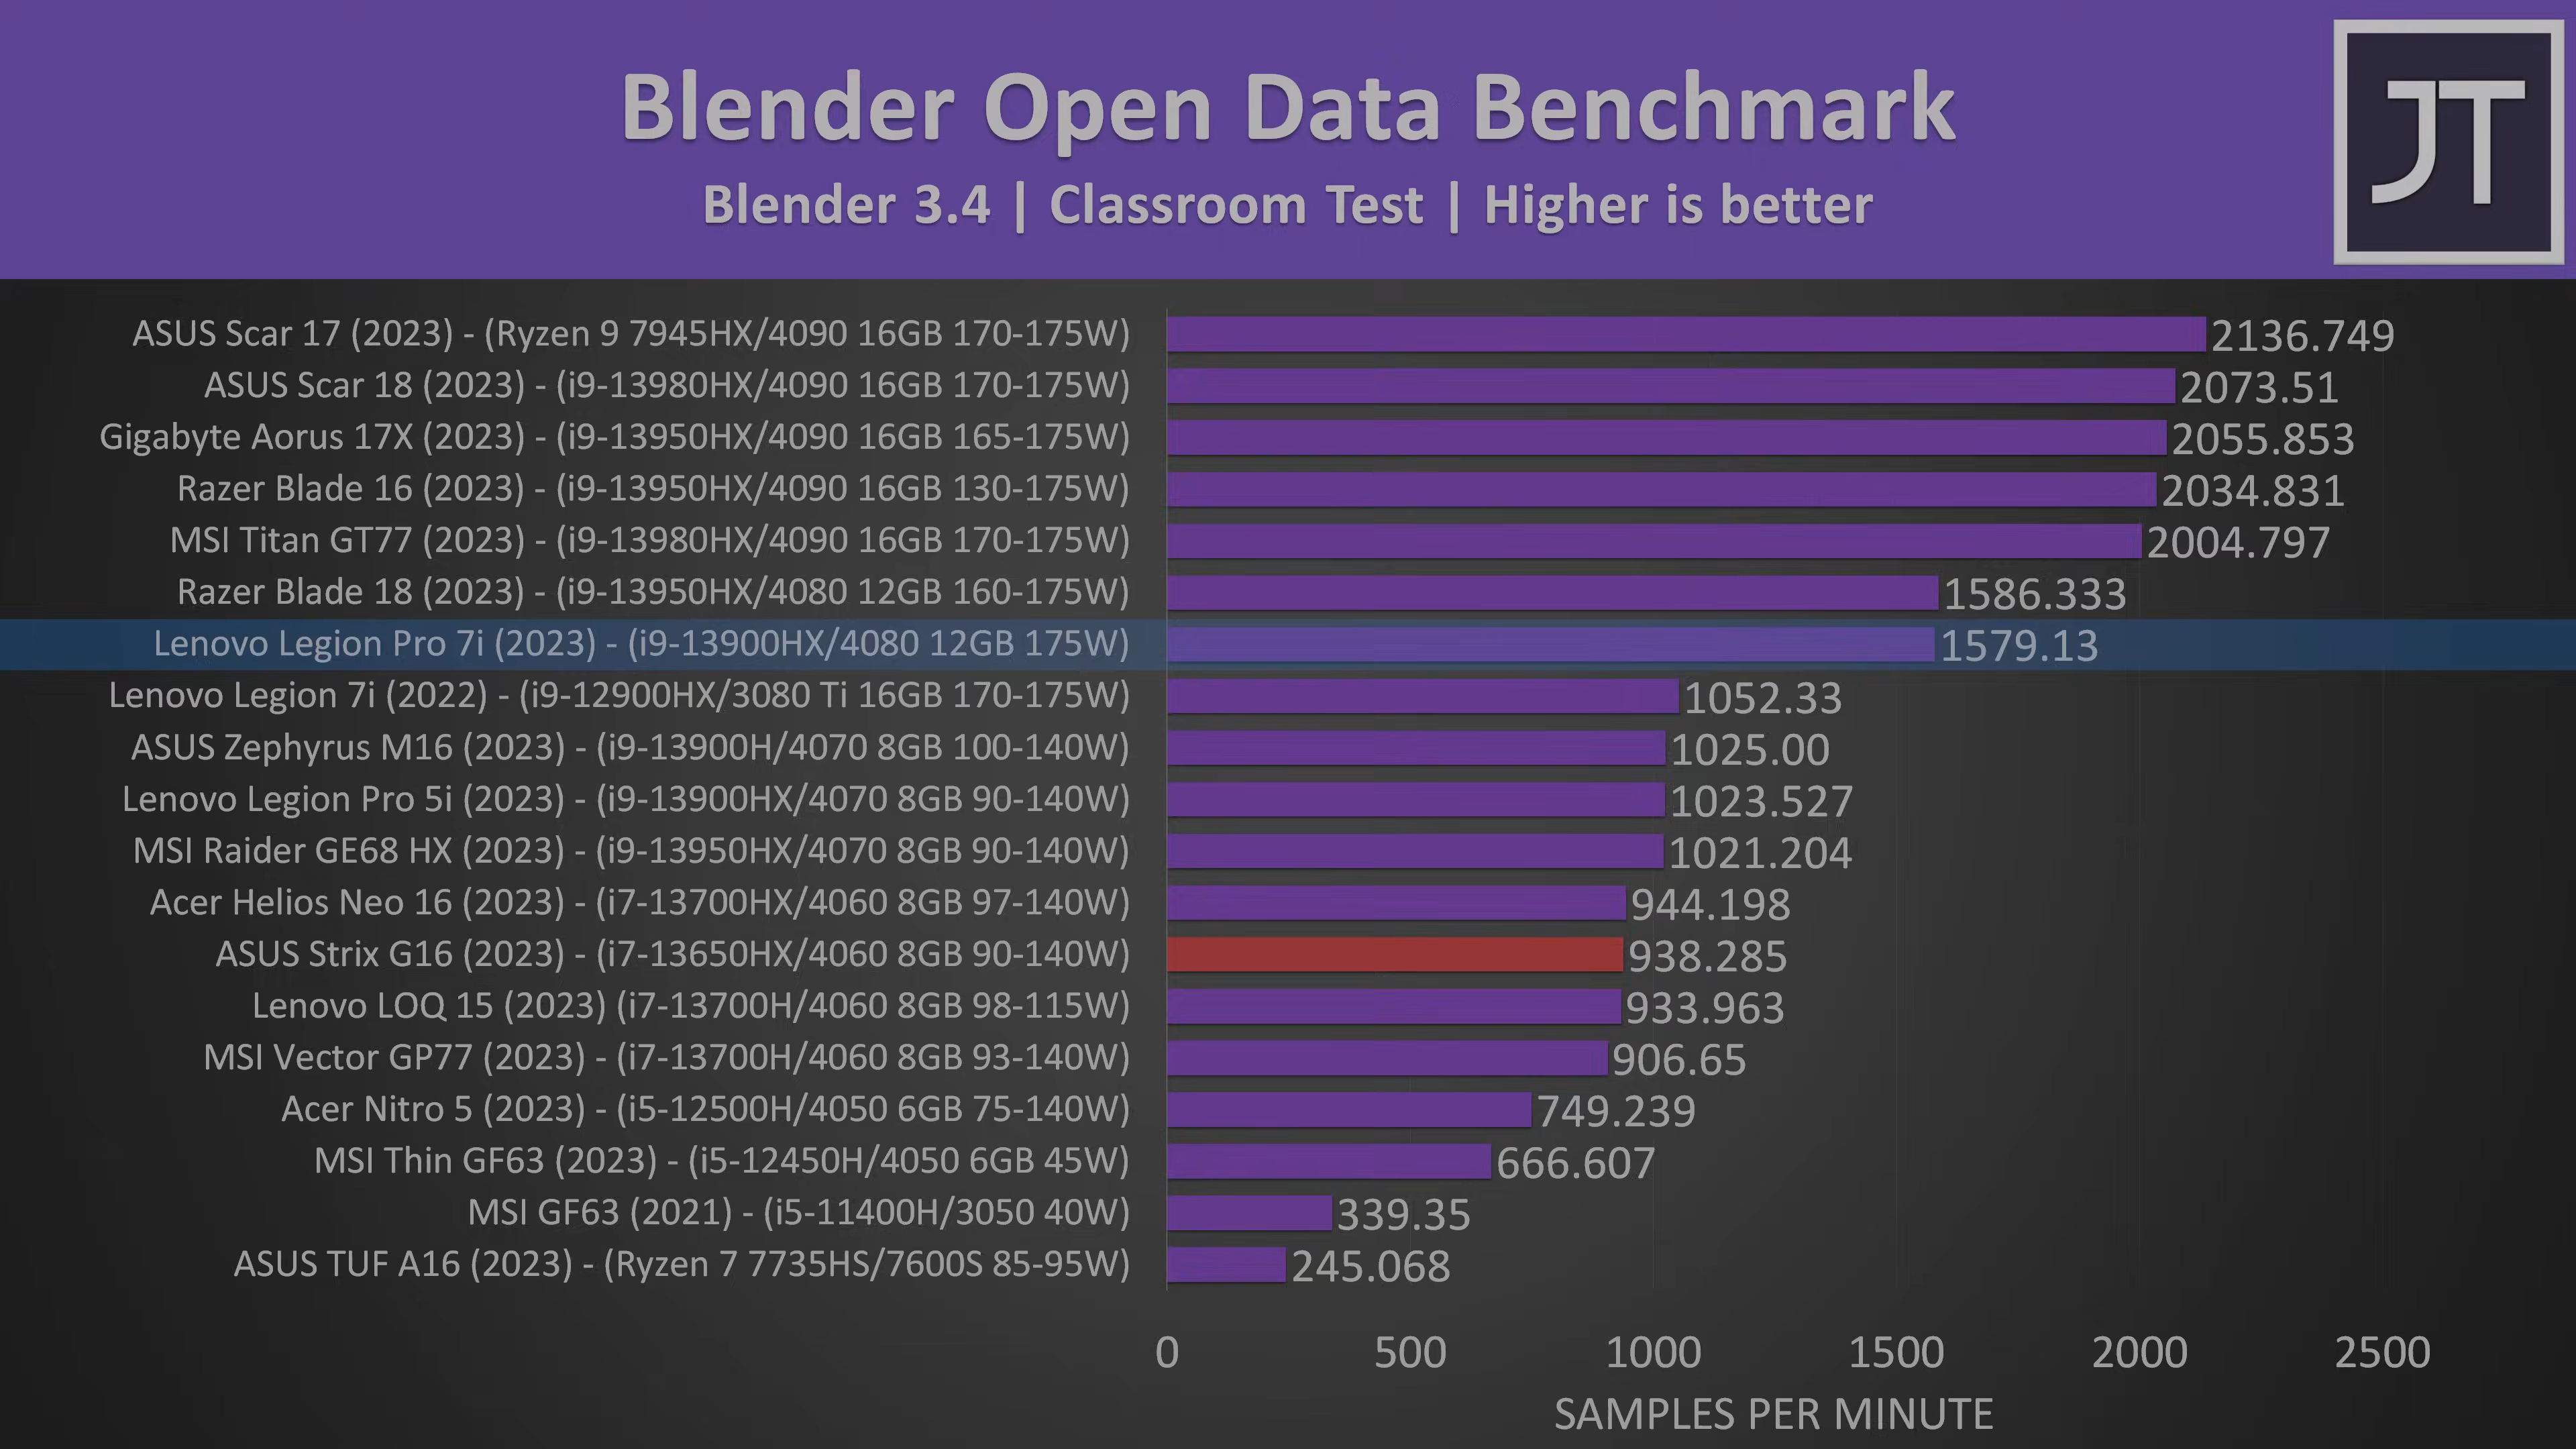 Blender Open Data Benchmark
JT
Blender 3.4 | Classroom Test | Higher is better
ASUS Scar 17 (2023) - (Ryzen 9 7945HX/4090 16GB 170-175W) 2136.749
ASUS Scar 18 (2023) - (i9-13980HX/4090 16GB 170-175W) 2073.51
Gigabyte Aorus 17X (2023) - (i9-13950HX/4090 16GB 165-175W) 2055.853
Razer Blade 16 (2023) - (i9-13950HX/4090 16GB 130-175W) 2034.831
MSI Titan GT77 (2023) - (i9-13980HX/4090 16GB 170-175W) 2004.797
Razer Blade 18 (2023) - (i9-13950HX/4080 12GB 160-175W) 1586.333
Lenovo Legion Pro 7i (2023) - (i9-13900HX/4080 12GB 175W) 1579.13
Lenovo Legion 7i (2022) - (i9-12900HX/3080 Ti 16GB 170-175W) 1052.33
ASUS Zephyrus M16 (2023) - (i9-13900H/4070 8GB 100-140W) 1025.00
Lenovo Legion Pro 5i (2023) - (i9-13900HX/4070 8GB 90-140W) 1023.527
MSI Raider GE68 HX (2023) - (i9-13950HX/4070 8GB 90-140W) 1021.204
Acer Helios Neo 16 (2023) - (i7-13700HX/4060 8GB 97-140W) 944.198
ASUS Strix G16 (2023) - (i7-13650HX/4060 8GB 90-140W) 938.285
Lenovo LOQ 15 (2023) (i7-13700H/4060 8GB 98-115W) 933.963
MSI Vector GP77 (2023) - (i7-13700H/4060 8GB 93-140W) 906.65
Acer Nitro 5 (2023) - (i5-12500H/4050 6GB 75-140W) 749.239
MSI Thin GF63 (2023) - (i5-12450H/4050 6GB 45W) 666.607
MSI GF63 (2021) - (i5-11400H/3050 40W) 339.35
ASUS TUF A16 (2023) - (Ryzen 7 7735HS/7600S 85-95W) 245.068
0 500 1000 1500 2000 2500
SAMPLES PER MINUTE